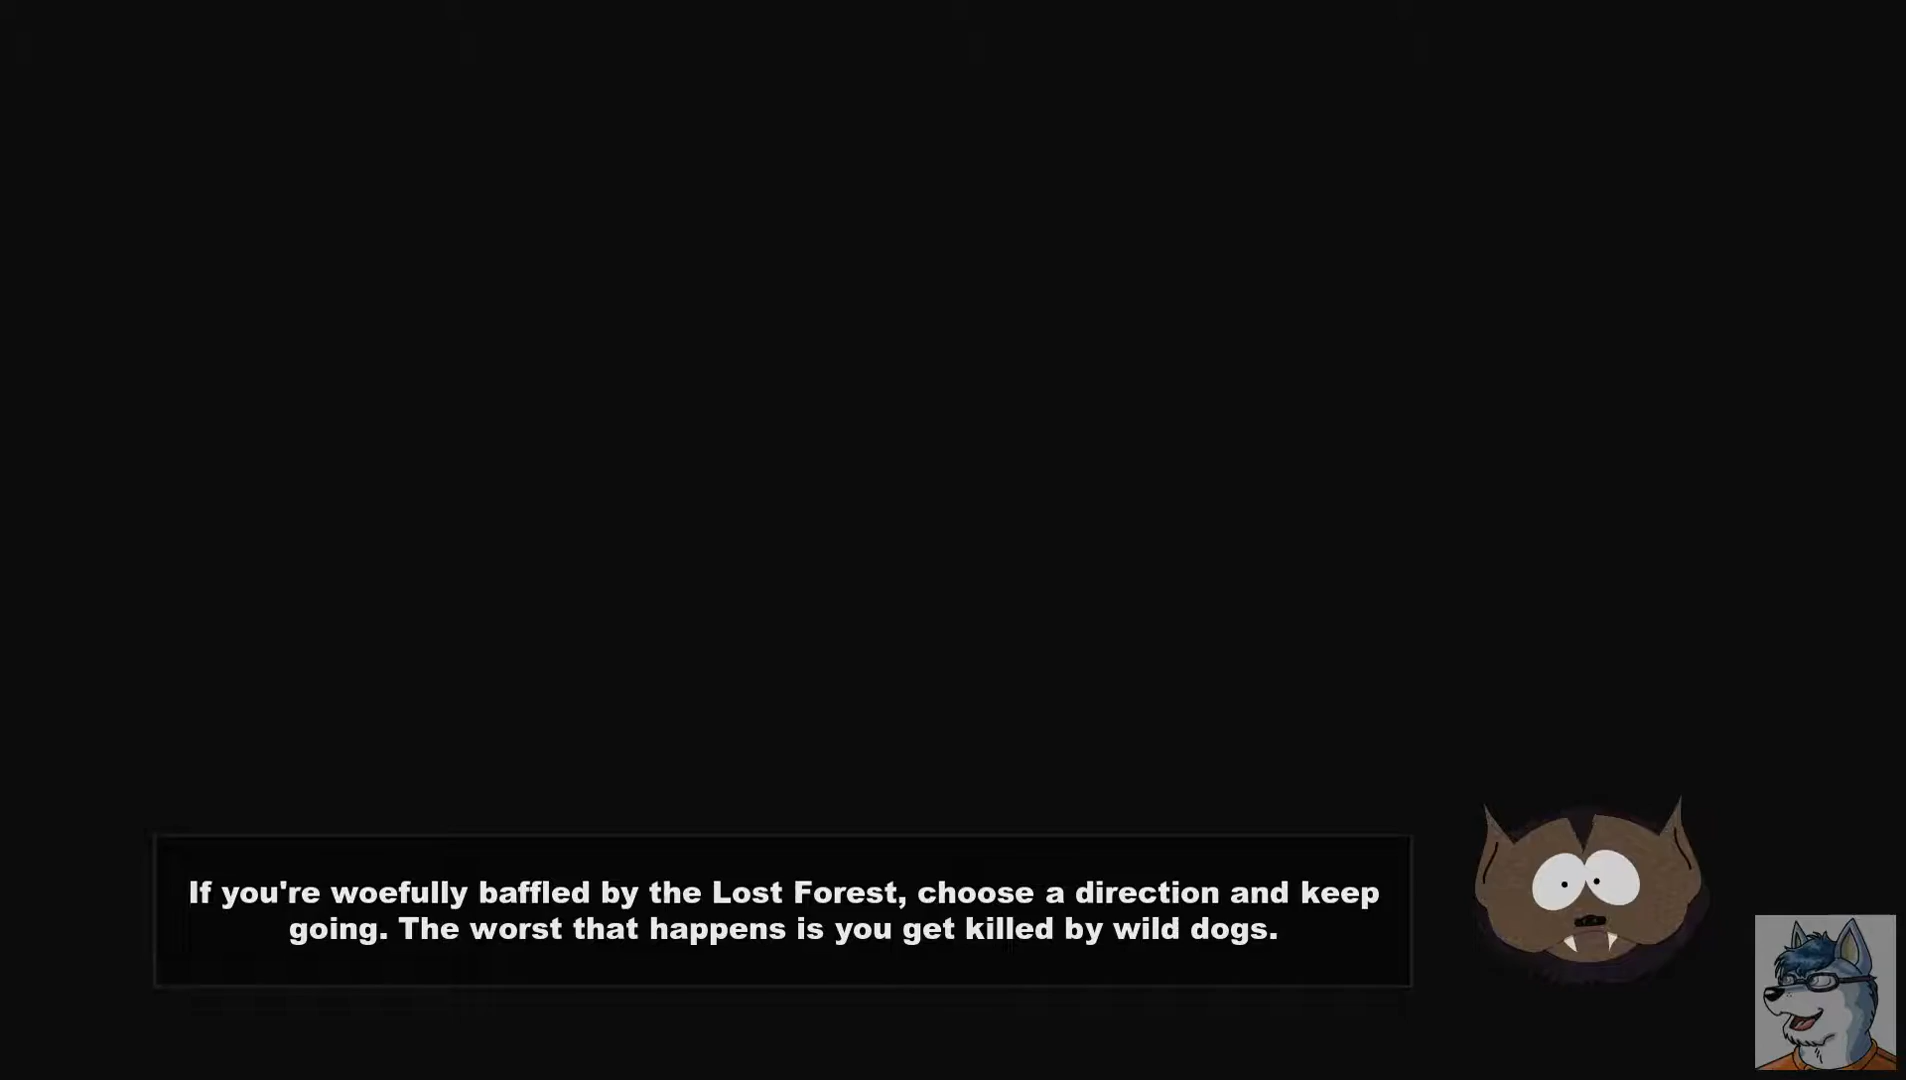 If you're woefully baffled by the Lost Forest, choose a direction and keep
going. The worst that happens is you get killed by wild dogs.